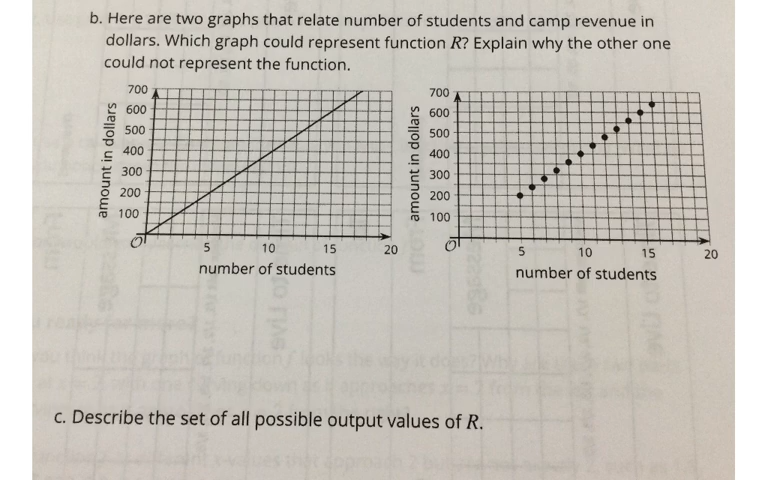 b. Here are two graphs that relate number of students and camp revenue in
dollars. Which graph could represent function R? Explain why the other one
could not represent the function.
amount in dollars
700
600
500
400
300
200
100
O
5
10
15
20
number of students
amount in dollars
700
600
500
400
300
200
100
O
5
10
15
20
number of students
c. Describe the set of all possible output values of R.